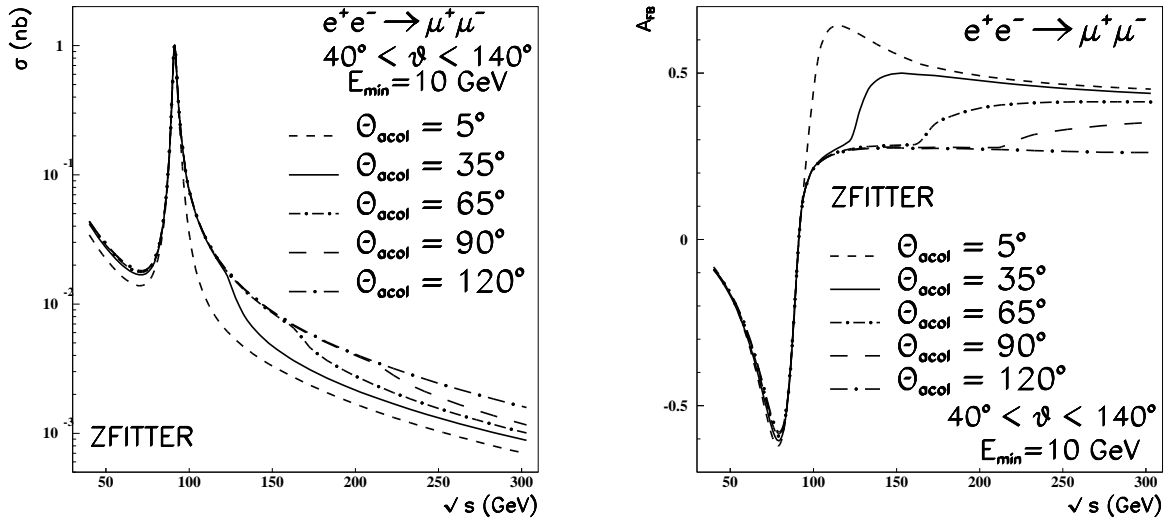 σ (nb)
e⁺e⁻ → μ⁺μ⁻
40° < ϑ < 140°
E_min=10 GeV
Θ_acol = 5°
Θ_acol = 35°
Θ_acol = 65°
Θ_acol = 90°
Θ_acol = 120°
1
10⁻¹
10⁻²
10⁻³
ZFITTER
50 100 150 200 250 300
√ s (GeV)
A_FB
e⁺e⁻ → μ⁺μ⁻
0.5
0
-0.5
ZFITTER
Θ_acol = 5°
Θ_acol = 35°
Θ_acol = 65°
Θ_acol = 90°
Θ_acol = 120°
40° < ϑ < 140°
E_min=10 GeV
50 100 150 200 250 300
√ s (GeV)